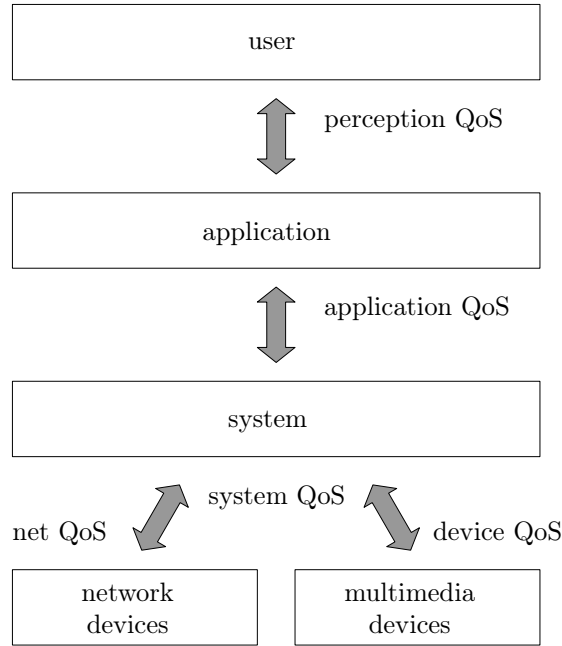 user
perception QoS
application
application QoS
system
system QoS
net QoS
device QoS
network
devices
multimedia
devices